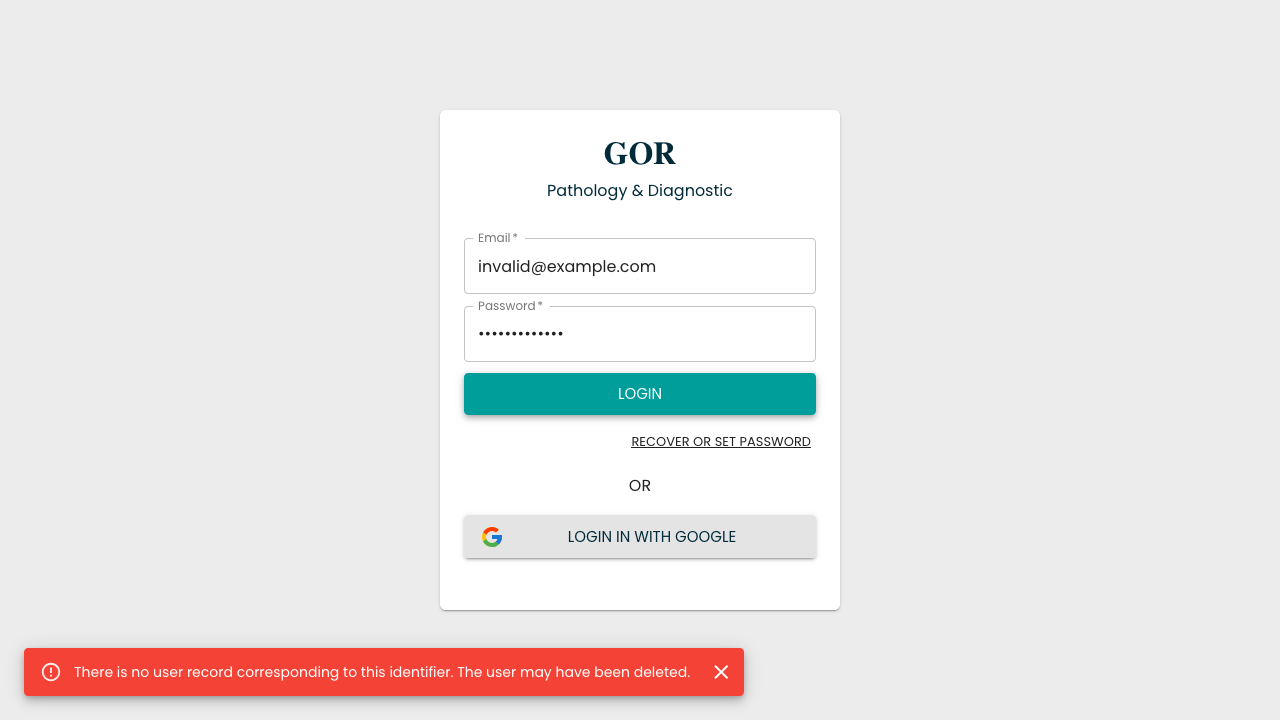 GOR
Pathology & Diagnostic
Email *
invalid@example.com
Password *
•••••••••••••
LOGIN
RECOVER OR SET PASSWORD
OR
LOGIN IN WITH GOOGLE
There is no user record corresponding to this identifier. The user may have been deleted.